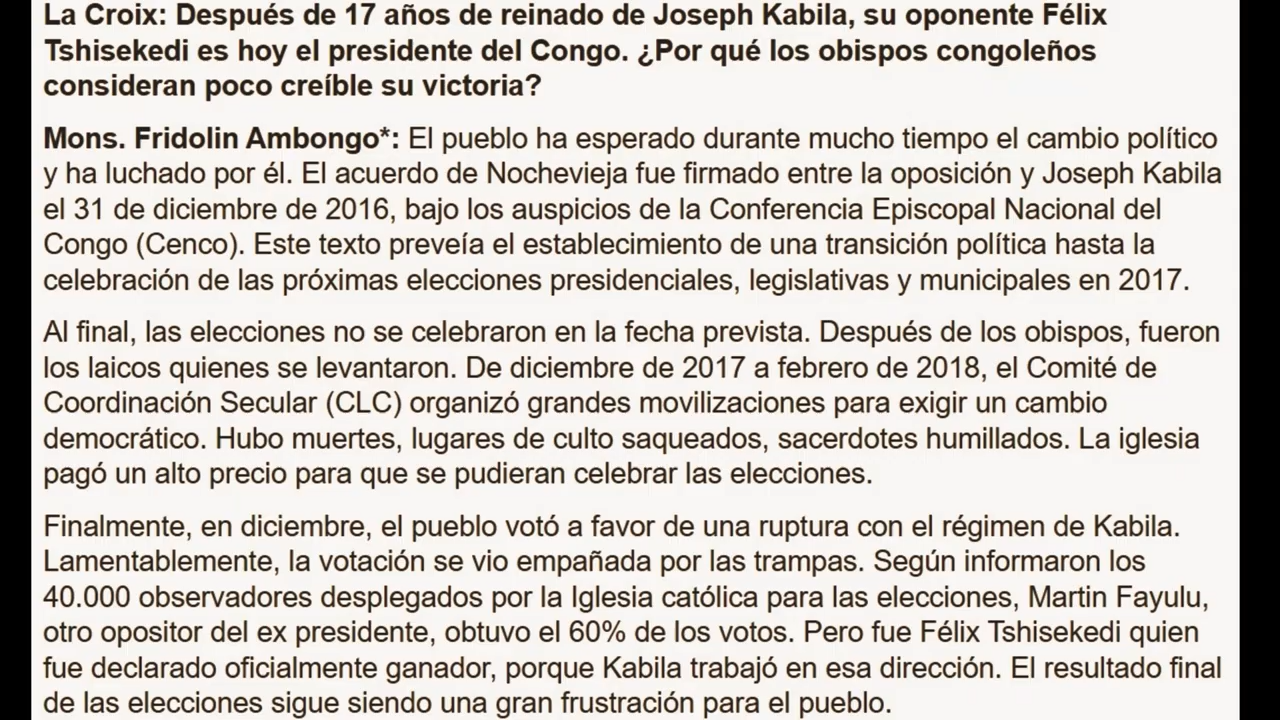 La Croix: Después de 17 años de reinado de Joseph Kabila, su oponente Félix
Tshisekedi es hoy el presidente del Congo. ¿Por qué los obispos congoleños
consideran poco creíble su victoria?
Mons. Fridolin Ambongo*: El pueblo ha esperado durante mucho tiempo el cambio político
y ha luchado por él. El acuerdo de Nochevieja fue firmado entre la oposición y Joseph Kabila
el 31 de diciembre de 2016, bajo los auspicios de la Conferencia Episcopal Nacional del
Congo (Cenco). Este texto preveía el establecimiento de una transición política hasta la
celebración de las próximas elecciones presidenciales, legislativas y municipales en 2017.
Al final, las elecciones no se celebraron en la fecha prevista. Después de los obispos, fueron
los laicos quienes se levantaron. De diciembre de 2017 a febrero de 2018, el Comité de
Coordinación Secular (CLC) organizó grandes movilizaciones para exigir un cambio
democrático. Hubo muertes, lugares de culto saqueados, sacerdotes humillados. La iglesia
pagó un alto precio para que se pudieran celebrar las elecciones.
Finalmente, en diciembre, el pueblo votó a favor de una ruptura con el régimen de Kabila.
Lamentablemente, la votación se vio empañada por las trampas. Según informaron los
40.000 observadores desplegados por la Iglesia católica para las elecciones, Martin Fayulu,
otro opositor del ex presidente, obtuvo el 60% de los votos. Pero fue Félix Tshisekedi quien
fue declarado oficialmente ganador, porque Kabila trabajó en esa dirección. El resultado final
de las elecciones sigue siendo una gran frustración para el pueblo.